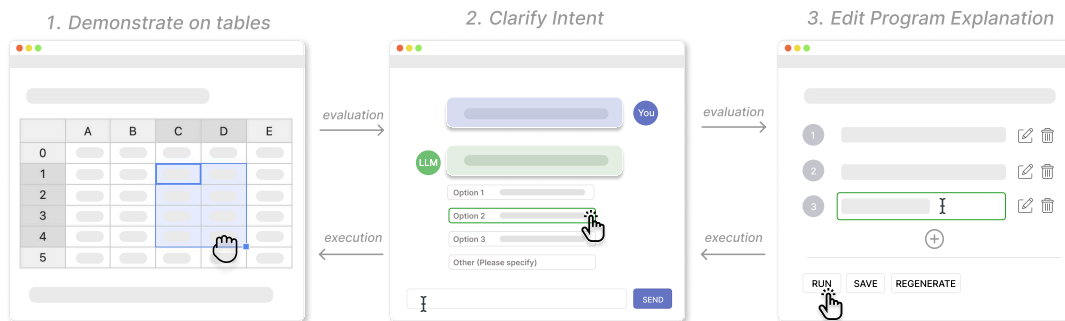 1. Demonstrate on tables
2. Clarify Intent
3. Edit Program Explanation
A B C D E
0
1
2
3
4
5
evaluation
execution
You
LLM
Option 1
Option 2
Option 3
Other (Please specify)
SEND
evaluation
execution
1
2
3
RUN SAVE REGENERATE